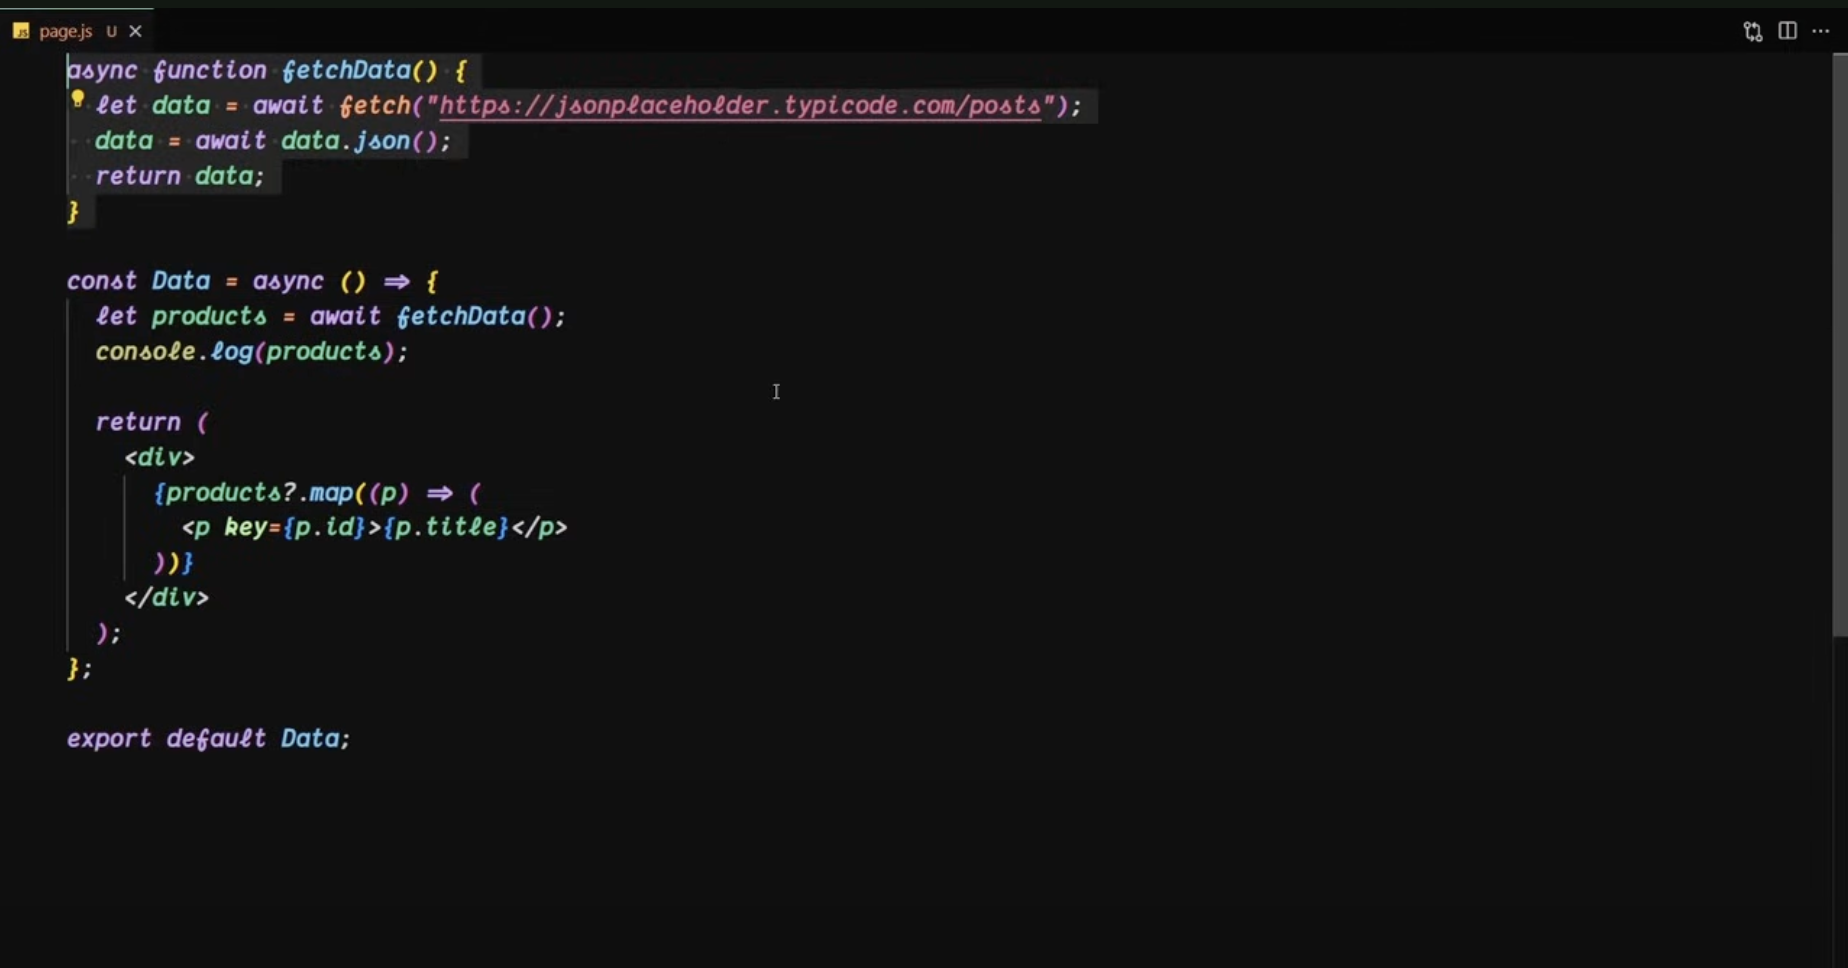 JS page.js U
async function fetchData() {
let data = await fetch("https://jsonplaceholder.typicode.com/posts");
data = await data.json();
return data;
}
const Data = async () => {
let products = await fetchData();
console.log(products);
return (
<div>
{products?.map((p) => (
<p key={p.id}>{p.title}</p>
))}
</div>
);
};
export default Data;